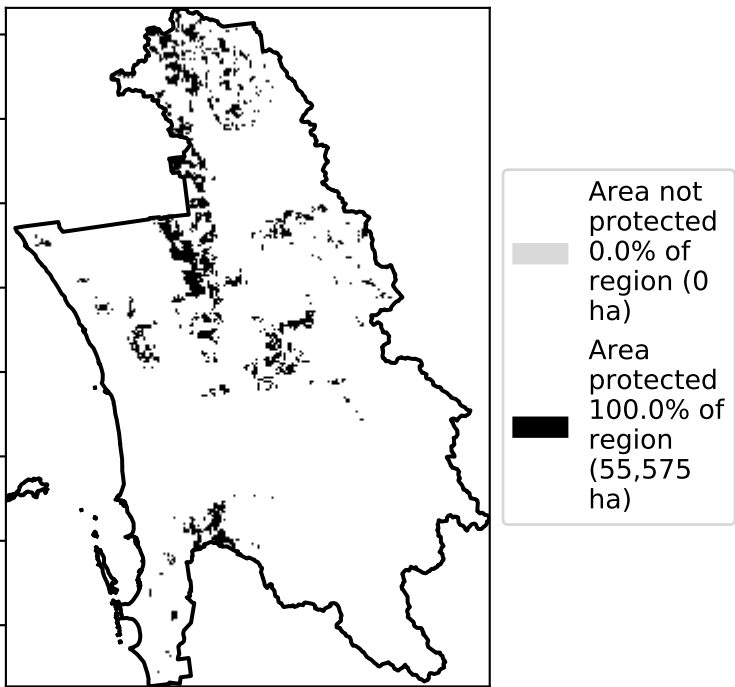 Area not
protected
0.0% of
region (0
ha)
Area
protected
100.0% of
region
(55,575
ha)